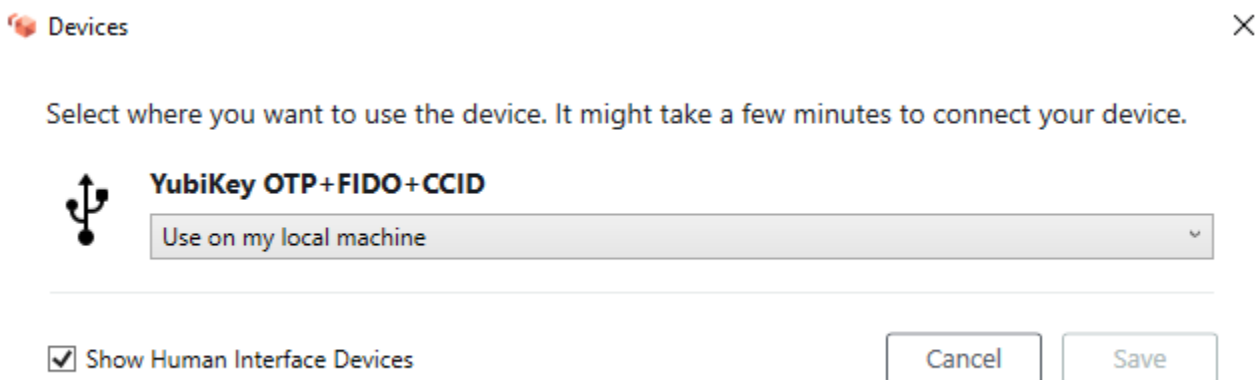 Devices
Select where you want to use the device. It might take a few minutes to connect your device.
YubiKey OTP+FIDO+CCID
Use on my local machine
Show Human Interface Devices
Cancel
Save